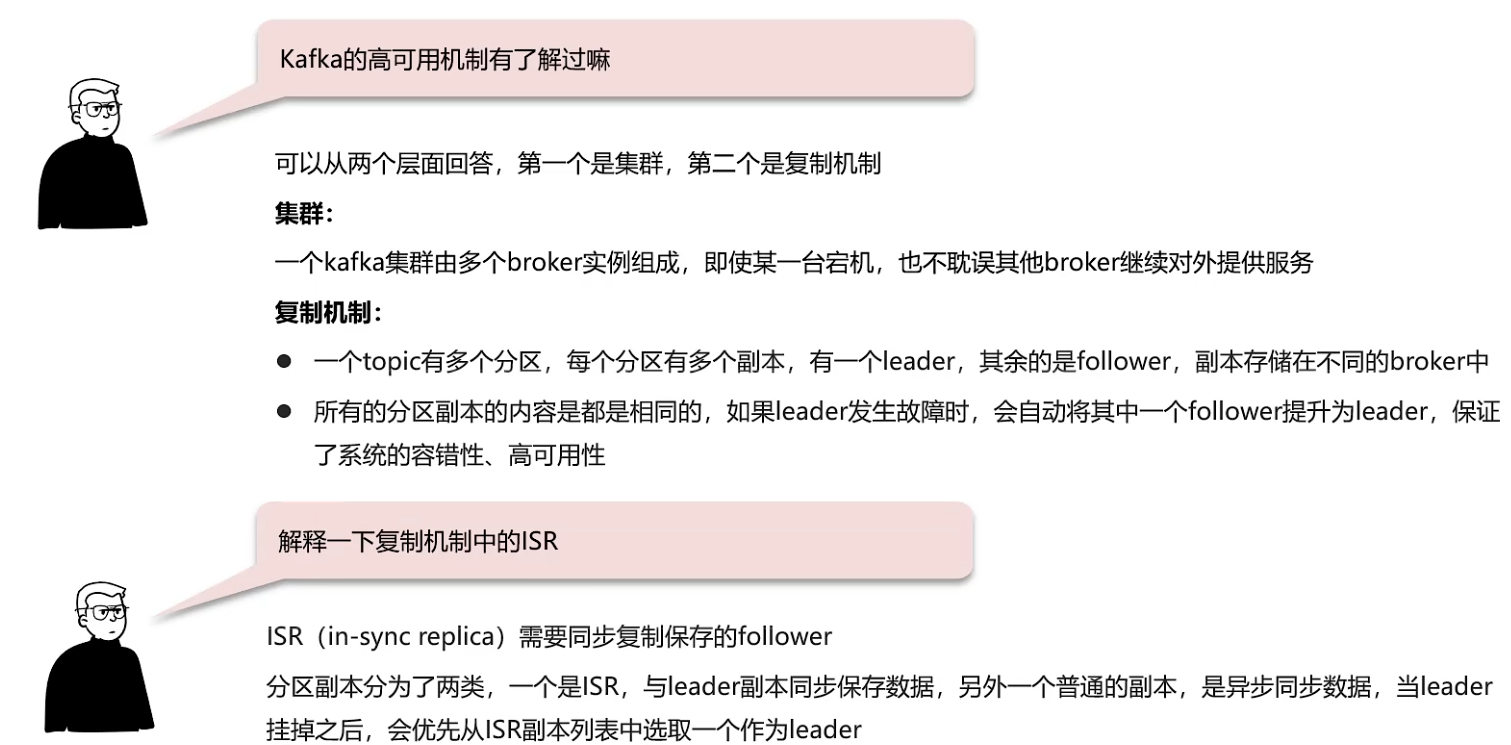 Kafka的高可用机制有了解过嘛
可以从两个层面回答，第一个是集群，第二个是复制机制
集群：
一个kafka集群由多个broker实例组成，即使某一台宕机，也不耽误其他broker继续对外提供服务
复制机制：
● 一个topic有多个分区，每个分区有多个副本，有一个leader，其余的是follower，副本存储在不同的broker中
● 所有的分区副本的内容是都是相同的，如果leader发生故障时，会自动将其中一个follower提升为leader，保证
了系统的容错性、高可用性
解释一下复制机制中的ISR
ISR（in-sync replica）需要同步复制保存的follower
分区副本分为了两类，一个是ISR，与leader副本同步保存数据，另外一个普通的副本，是异步同步数据，当leader
挂掉之后，会优先从ISR副本列表中选取一个作为leader